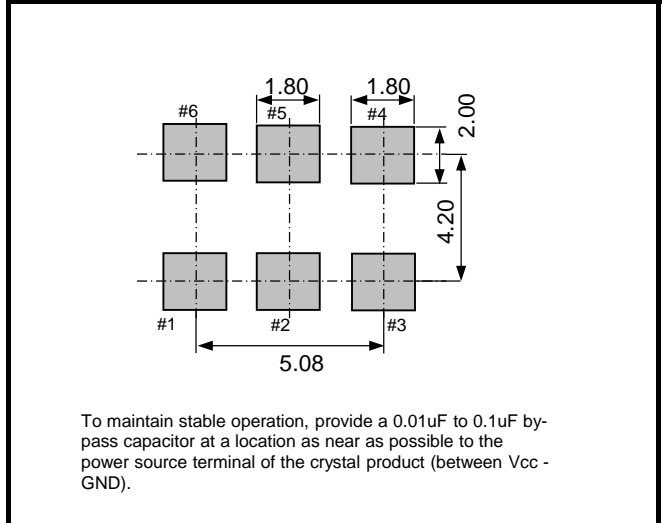 1.80 1.80
#6 #5 #4
2.00
4.20
#1 #2 #3
5.08
To maintain stable operation, provide a 0.01uF to 0.1uF by-
pass capacitor at a location as near as possible to the
power source terminal of the crystal product (between Vcc -
GND).